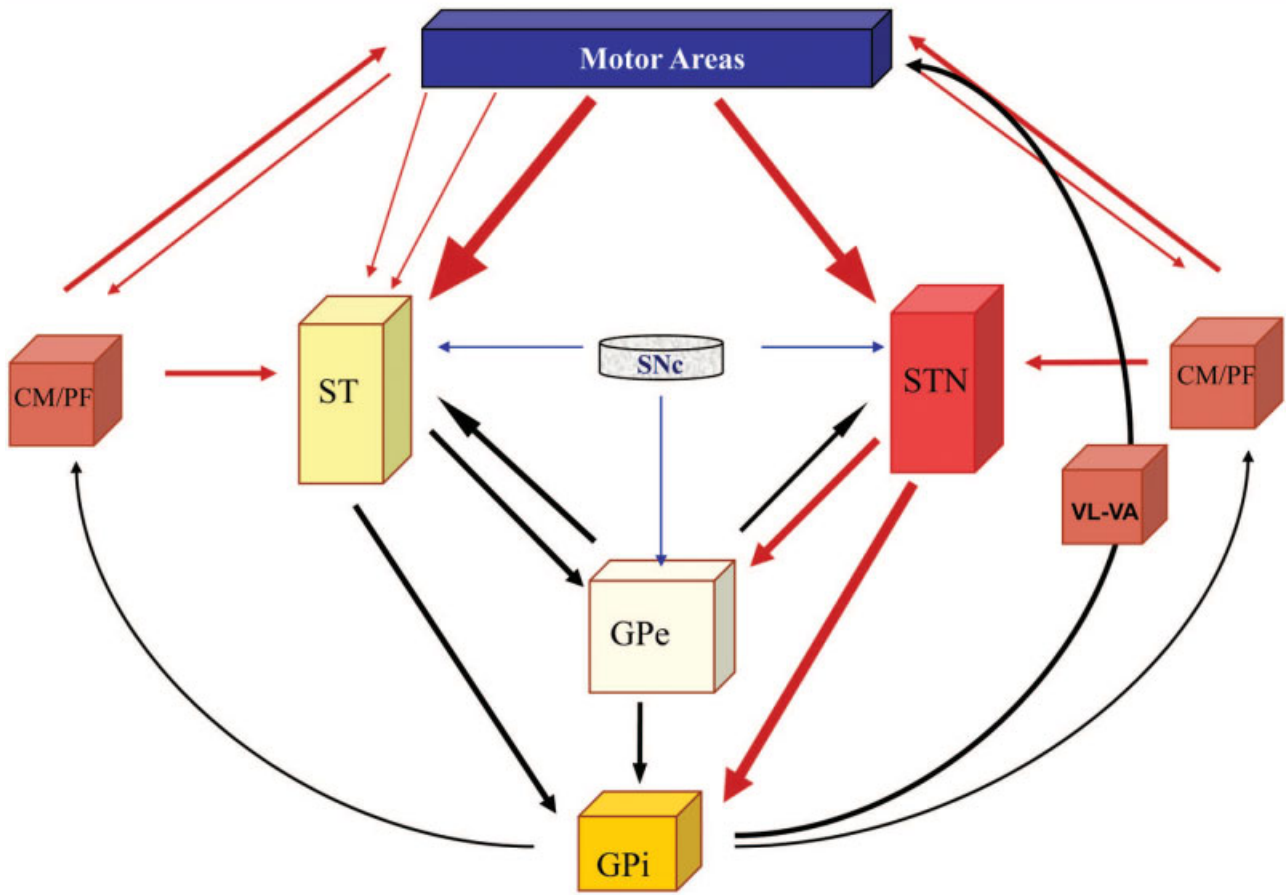 Motor Areas
SNc
CM/PF
ST
STN
CM/PF
VL-VA
GPe
GPi